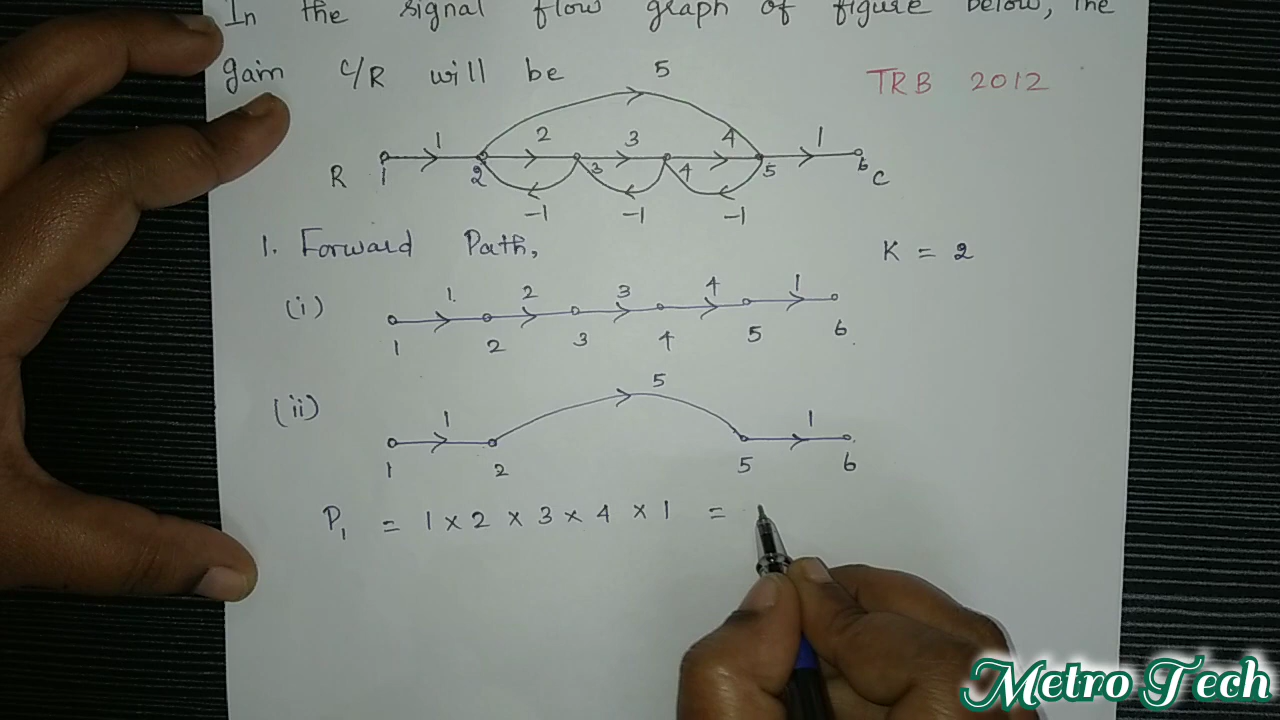 In the signal flow graph of figure below, the
gain C/R will be
TRB 2012
5
1 2 3 4 1
R 1 2 3 4 5 6 C
-1 -1 -1
1. Forward Path,
K = 2
(i)
1 2 3 4 1
1 2 3 4 5 6
(ii)
5
1 1
1 2 5 6
P1 = 1 × 2 × 3 × 4 × 1 =
Metro Tech